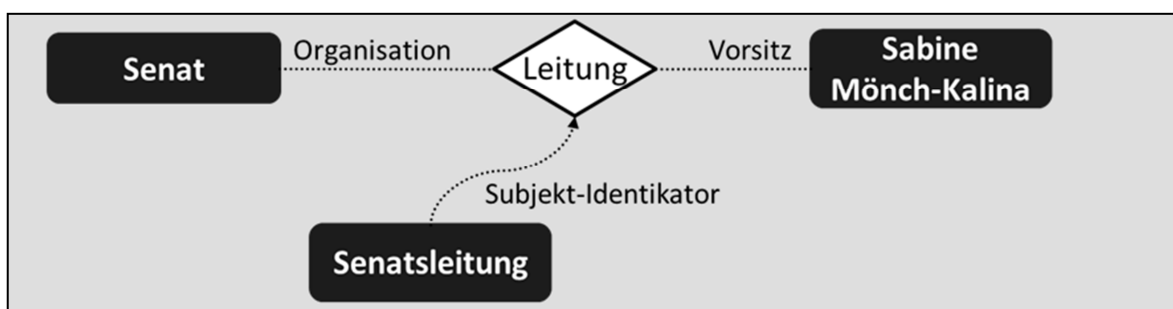 Senat
Organisation
Leitung
Vorsitz
Sabine
Mönch-Kalina
Subjekt-Identikator
Senatsleitung